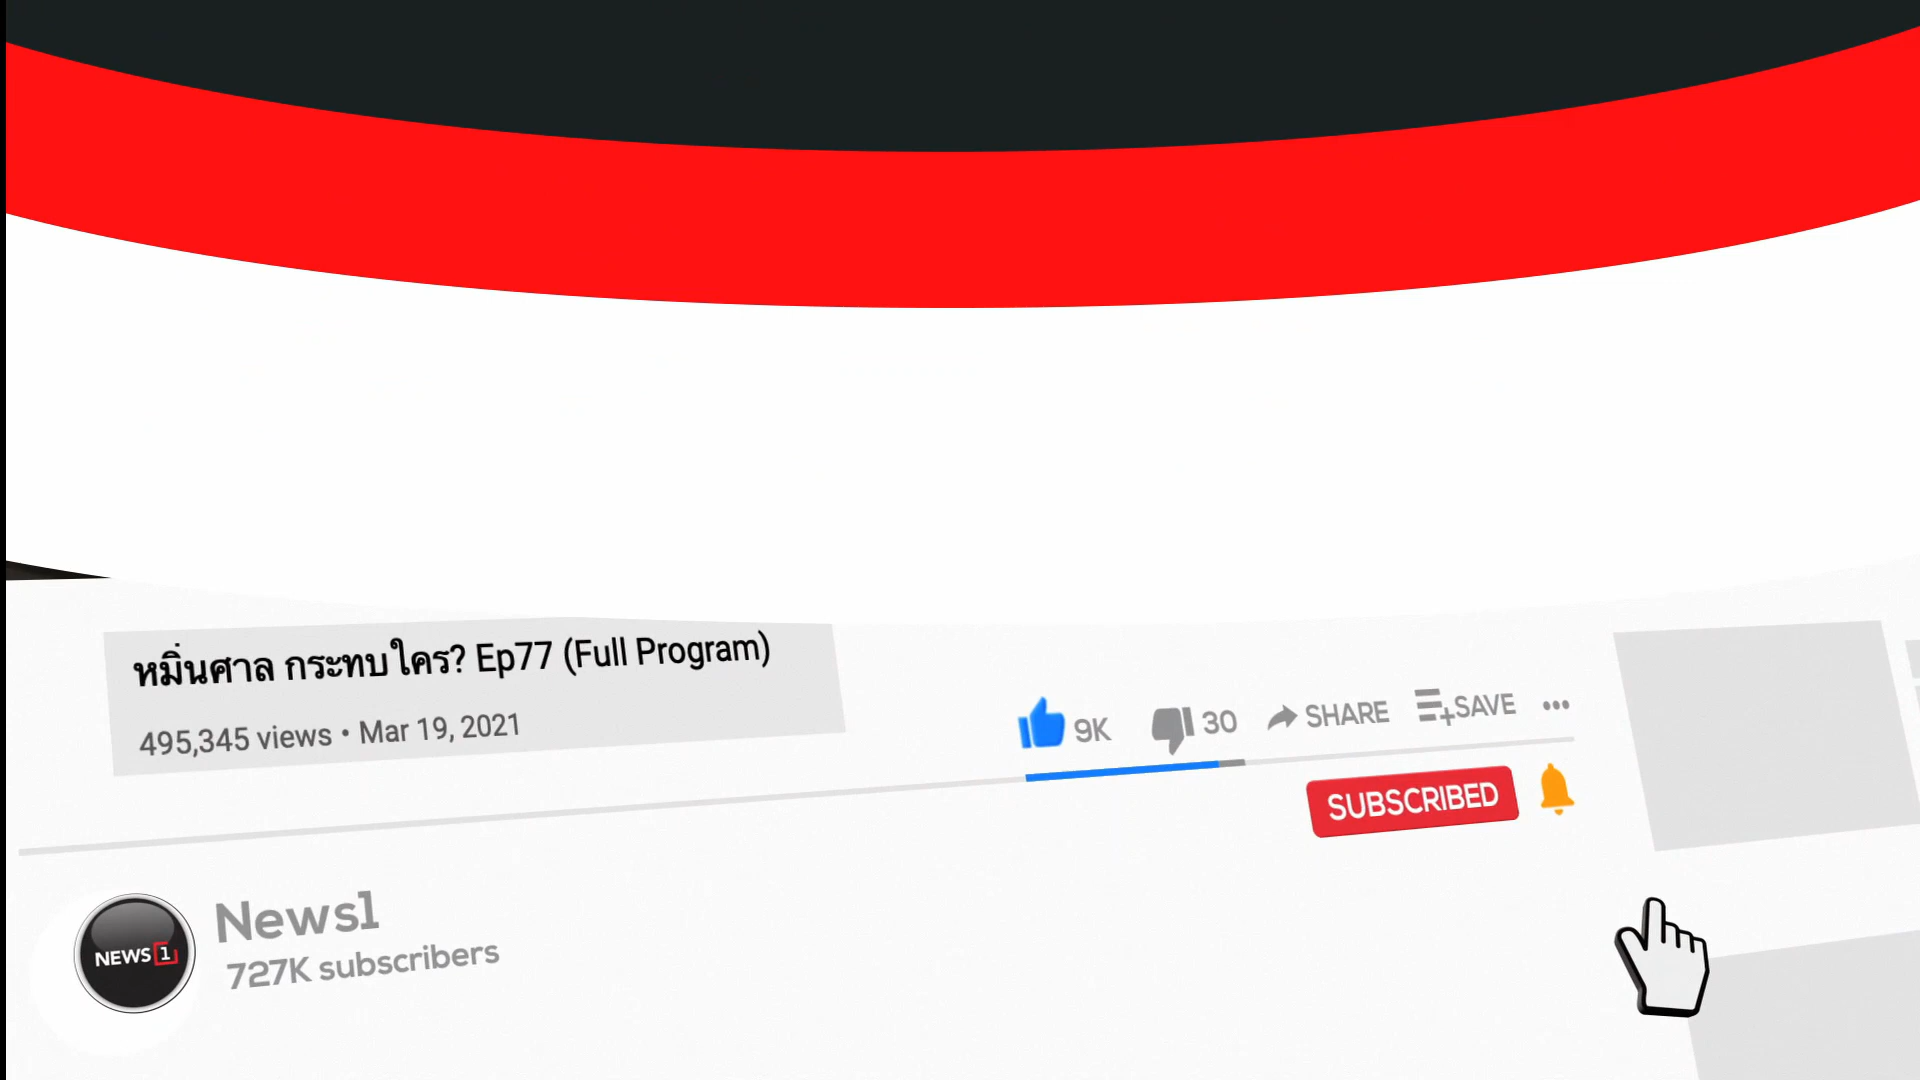 หมิ่นศาล กระทบใคร? Ep77 (Full Program)
495,345 views • Mar 19, 2021
9K
30
SHARE
SAVE
SUBSCRIBED
NEWS 1
News1
727K subscribers